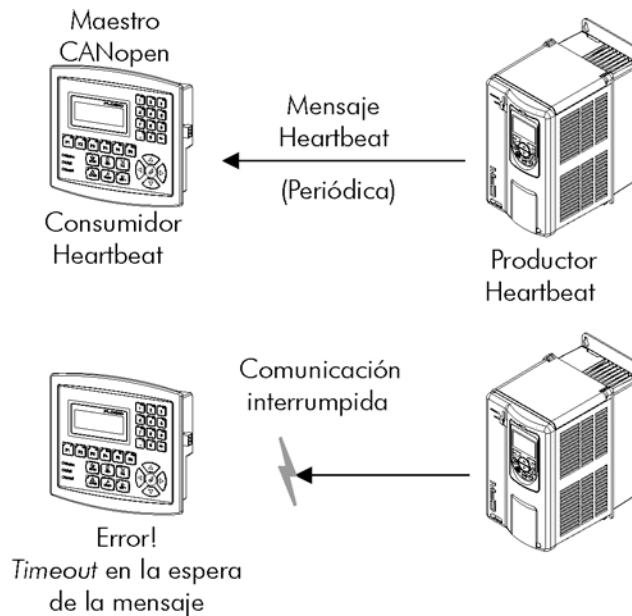 Maestro
CANopen
Mensaje
Heartbeat
(Periódica)
Consumidor
Heartbeat
Productor
Heartbeat
Comunicación
interrumpida
Error!
Timeout en la espera
de la mensaje